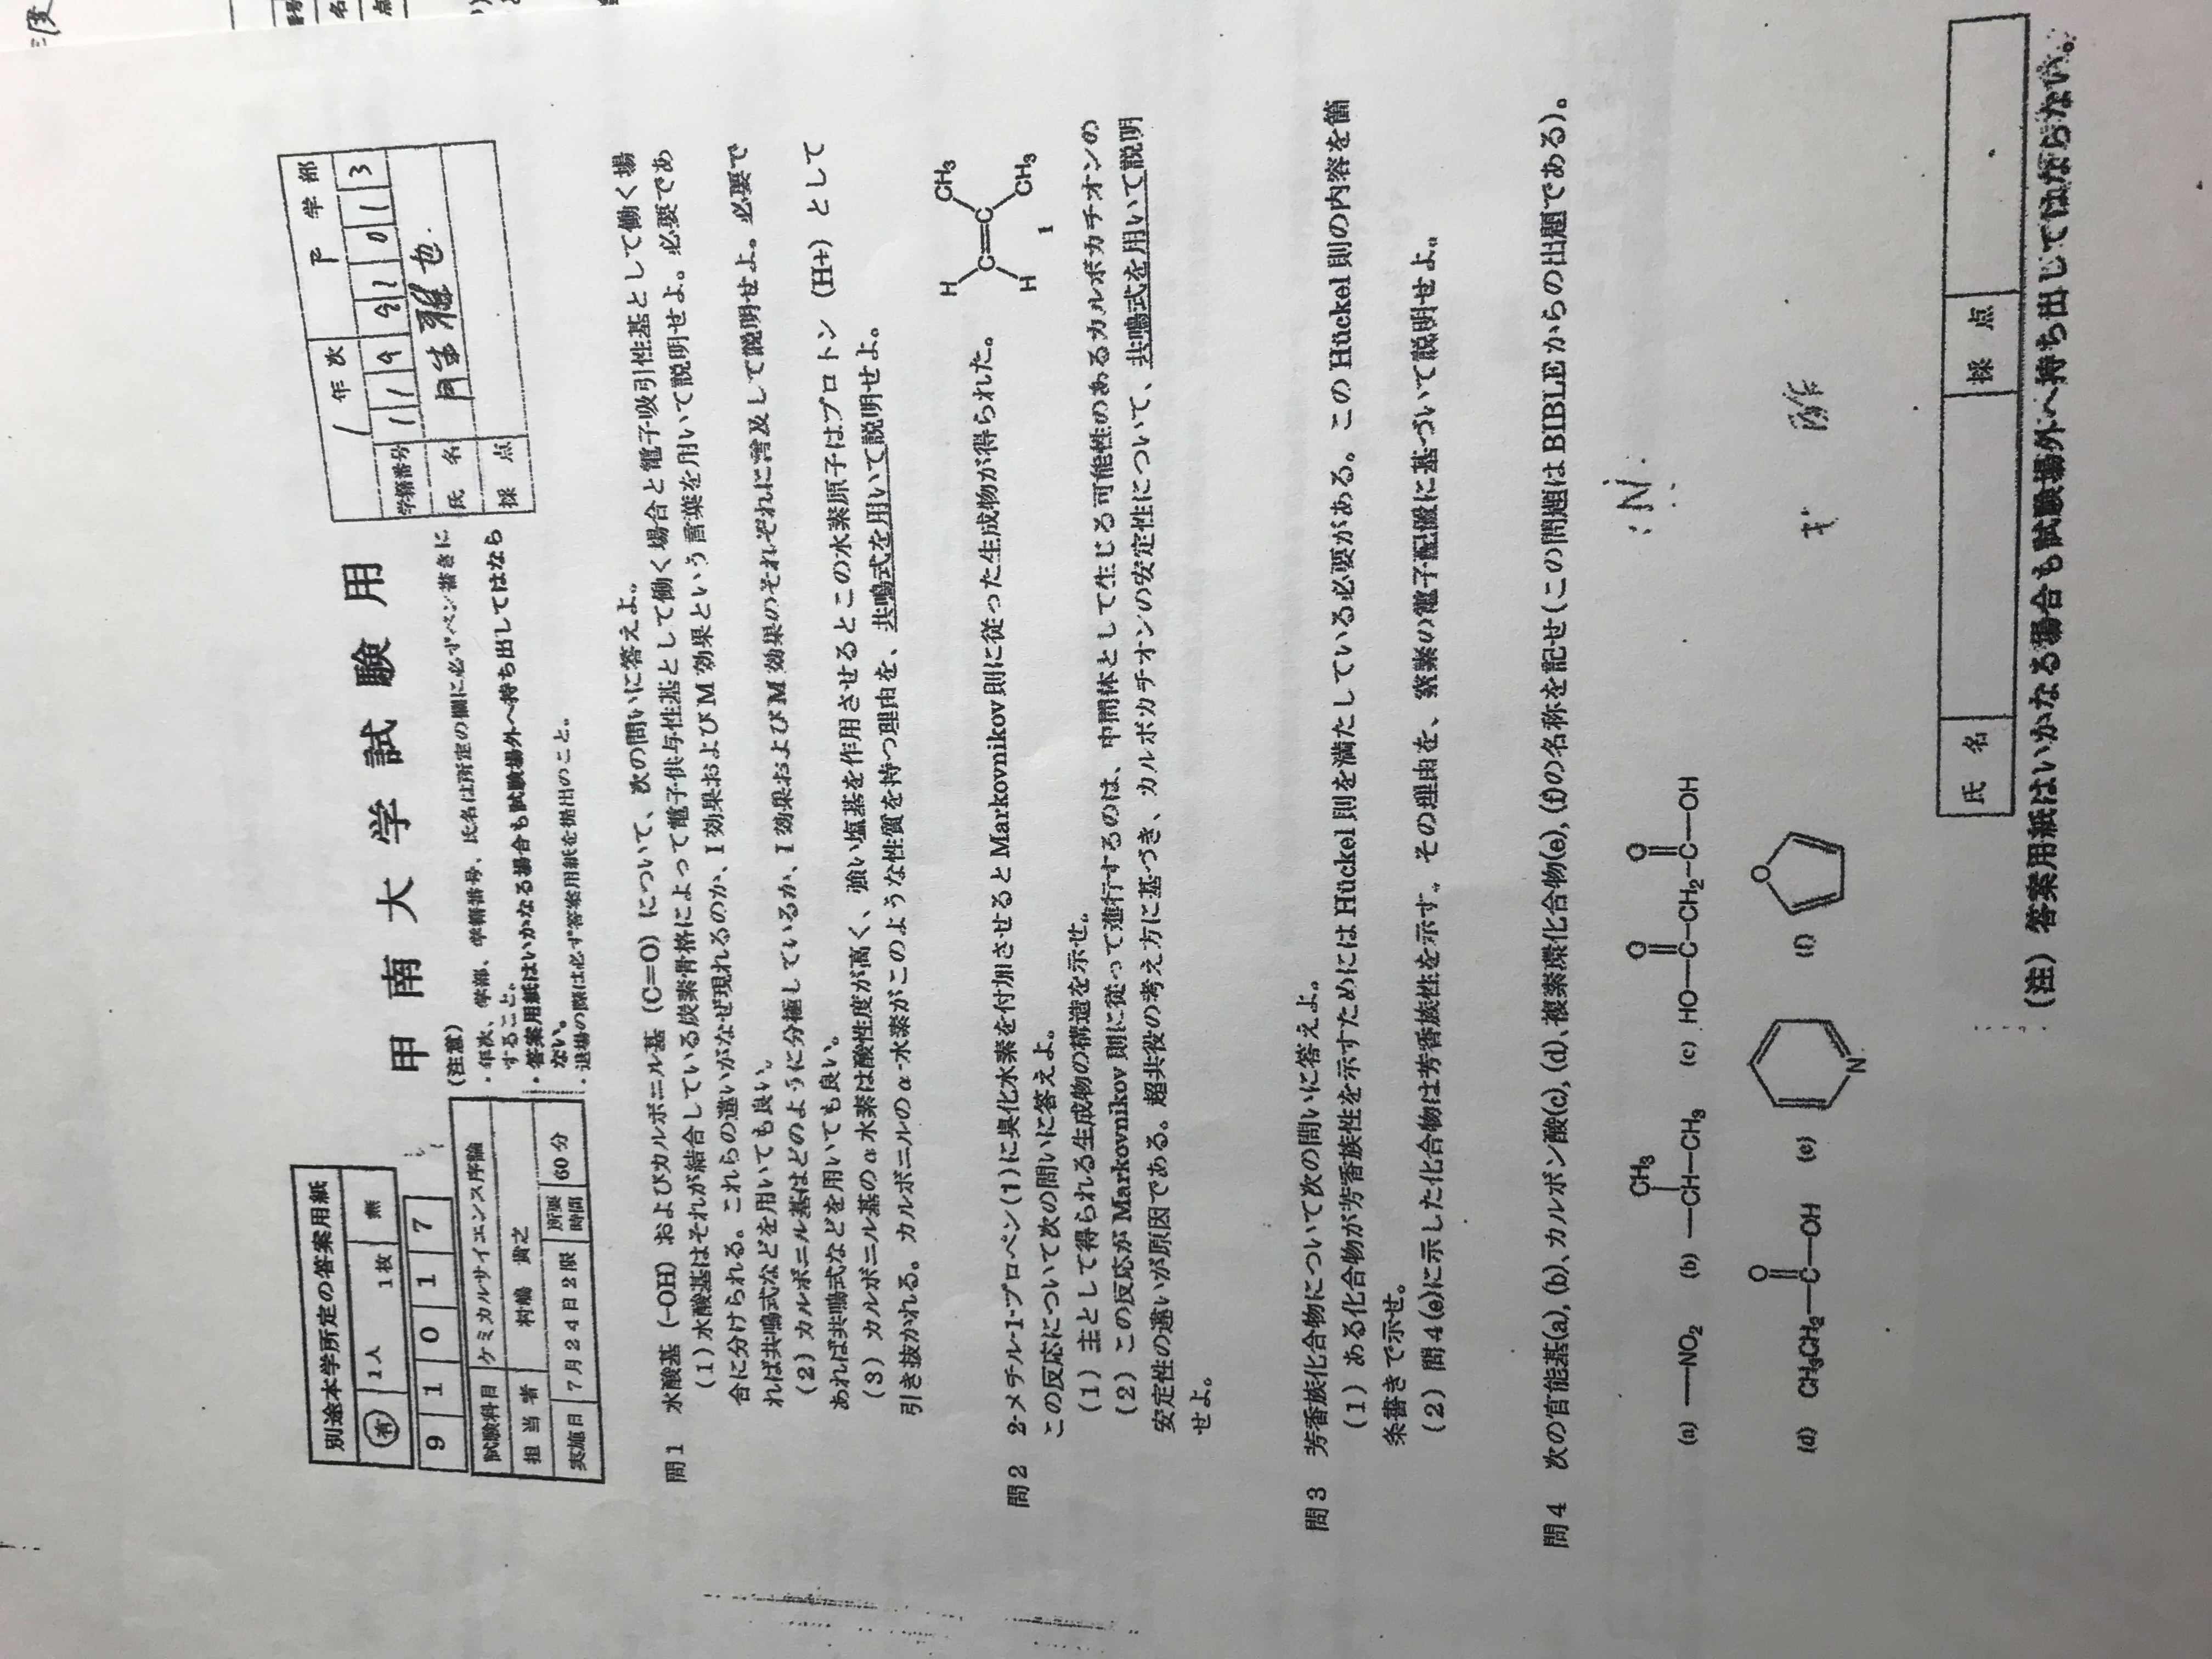 別途本学所定の答案用紙
有 1人 1枚 無
9 1 0 1 7
試験科目 ケミカルサイエンス序論
担当者 村嶋 貴之
実施日 7月24日2限 所要時間 60分
甲南大学試験用
(注意)
・年次、学部、学籍番号、氏名は所定の欄に必ずペン書きに
すること。
・答案用紙はいかなる場合も試験場外へ持ち出してはなら
ない。
・退場の際は必ず答案用紙を提出のこと。
1 年次 学部
学籍番号 1 1 9 9 1 0 1 3
氏名 雅也
採点
問1 水酸基 (-OH) およびカルボニル基 (C=O) について、次の問いに答えよ。
(1) 水酸基はそれが結合している炭素骨格によって電子供与性基として働く場合と電子吸引性基として働く場
合に分けられる。これらの違いがなぜ現れるのか、I 効果および M 効果という言葉を用いて説明せよ。必要であ
れば共鳴式などを用いても良い。
(2) カルボニル基はどのように分極しているか、I 効果および M 効果のそれぞれに言及して説明せよ。必要で
あれば共鳴式などを用いても良い。
(3) カルボニル基の α 水素は酸性度が高く、強い塩基を作用させるとこの水素原子はプロトン (H+) として
引き抜かれる。カルボニルの α-水素がこのような性質を持つ理由を、共鳴式を用いて説明せよ。
問2 2-メチル-1-プロペン(1)に臭化水素を付加させると Markovnikov 則に従った生成物が得られた。
この反応について次の問いに答えよ。
H CH3
C=C
H CH3
1
(1) 主として得られる生成物の構造を示せ。
(2) この反応が Markovnikov 則に従って進行するのは、中間体として生じる可能性のあるカルボカチオンの
安定性の違いが原因である。超共役の考え方に基づき、カルボカチオンの安定性について、共鳴式を用いて説明
せよ。
問3 芳香族化合物について次の問いに答えよ。
(1) ある化合物が芳香族性を示すためには Hückel 則を満たしている必要がある。この Hückel 則の内容を箇
条書きで示せ。
(2) 問4(e)に示した化合物は芳香族性を示す。その理由を、窒素の電子配置に基づいて説明せよ。
問4 次の官能基(a), (b)、カルボン酸(c), (d)、複素環化合物(e), (f)の名称を記せ(この問題は BIBLE からの出題である)。
(a) —NO2 (b) —CH—CH3 CH3 (c) HO—C—CH2—C—OH O O
N
(d) CH3CH2—C—OH O (e) N (f) O
氏名 採点
(注) 答案用紙はいかなる場合も試験場外へ持ち出してはならない。